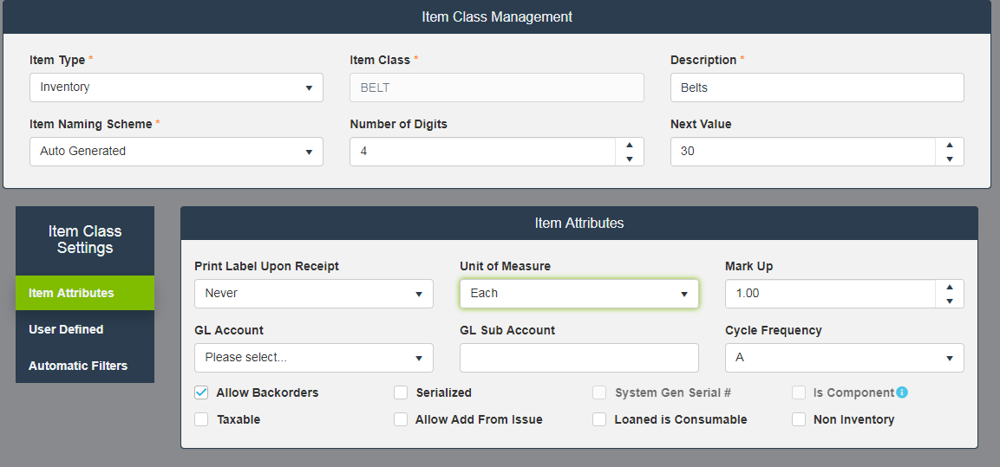 Item Class Management
Item Type * Item Class * Description *
Inventory BELT Belts
Item Naming Scheme * Number of Digits Next Value
Auto Generated 4 30
Item Class
Settings
Item Attributes
User Defined
Automatic Filters
Item Attributes
Print Label Upon Receipt Unit of Measure Mark Up
Never Each 1.00
GL Account GL Sub Account Cycle Frequency
Please select... A
Allow Backorders Serialized System Gen Serial # Is Component i
Taxable Allow Add From Issue Loaned is Consumable Non Inventory